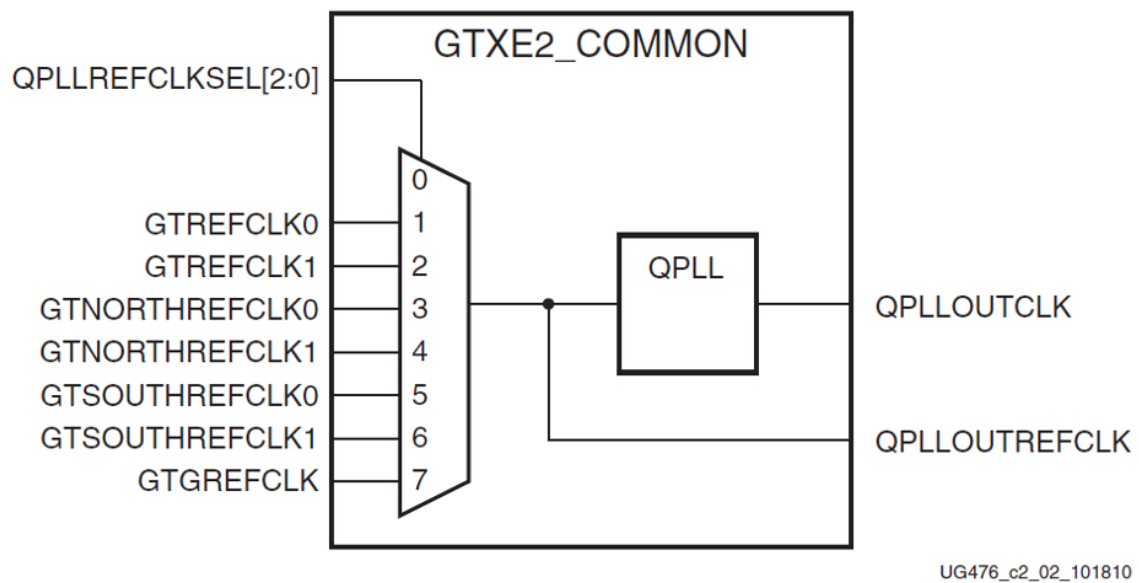 GTXE2_COMMON
QPLLREFCLKSEL[2:0]
0
GTREFCLK0 1
GTREFCLK1 2
GTNORTHREFCLK0 3
GTNORTHREFCLK1 4
GTSOUTHREFCLK0 5
GTSOUTHREFCLK1 6
GTGREFCLK 7
QPLL
QPLLOUTCLK
QPLLOUTREFCLK
UG476_c2_02_101810